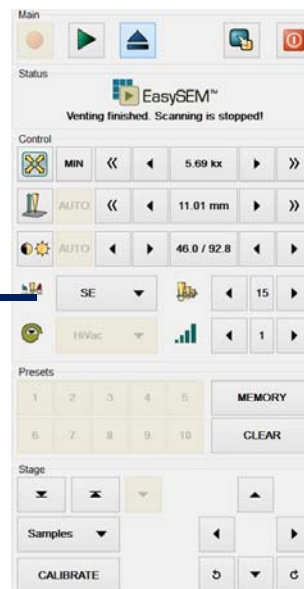 Main
Status
EasySEM™
Venting finished. Scanning is stopped!
Control
MIN 5.69 kx
AUTO 11.01 mm
AUTO 46.0 / 92.8
SE 15
HiVac 1
Presets
1 2 3 4 5 MEMORY
6 7 8 9 10 CLEAR
Stage
Samples
CALIBRATE